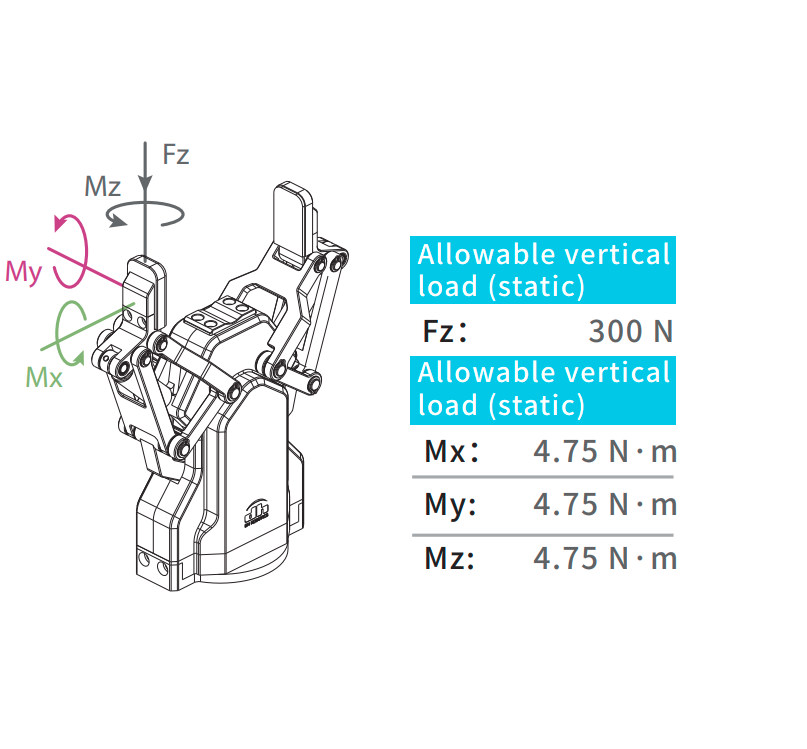 Fz
Mz
My
Mx
Allowable vertical
load (static)
Fz: 300 N
Allowable vertical
load (static)
Mx: 4.75 N·m
My: 4.75 N·m
Mz: 4.75 N·m